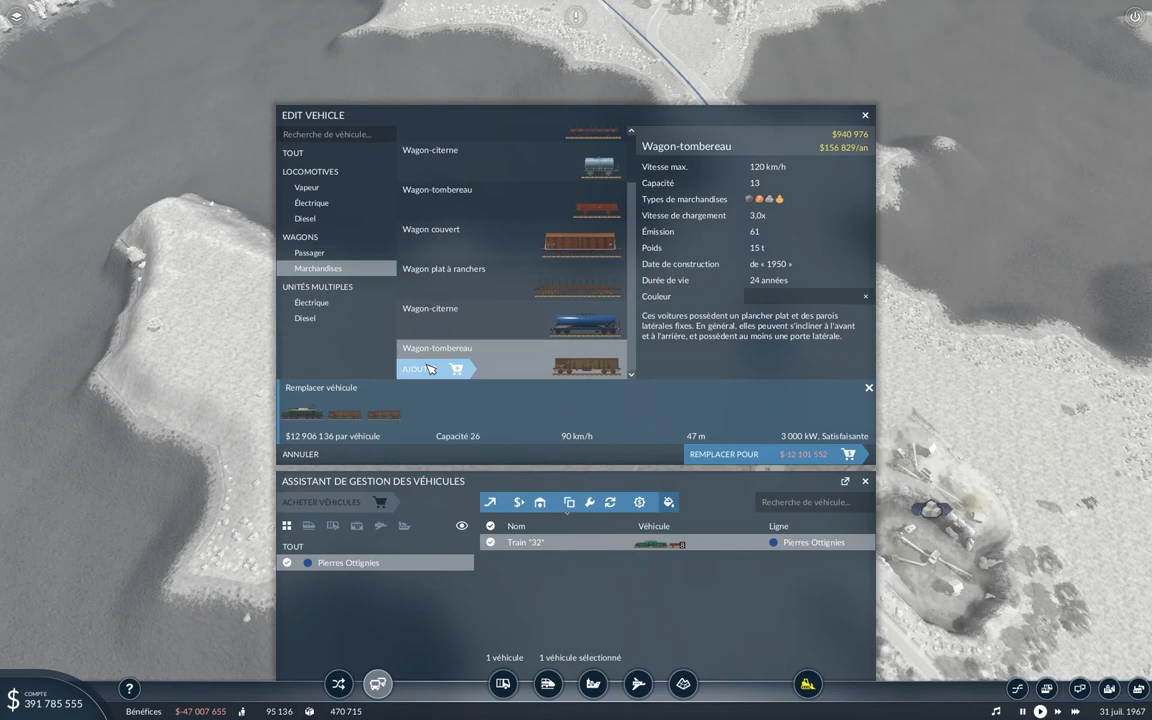 EDIT VEHICLE
Recherche de véhicule...
TOUT
LOCOMOTIVES
Vapeur
Électrique
Diesel
WAGONS
Passager
Marchandises
UNITÉS MULTIPLES
Électrique
Diesel
Wagon-citerne
Wagon-tombereau
Wagon couvert
Wagon plat à ranchers
Wagon-citerne
Wagon-tombereau
$940 976
Wagon-tombereau
$156 829/an
Vitesse max. 120 km/h
Capacité 13
Types de marchandises
Vitesse de chargement 3,0x
Émission 61
Poids 15 t
Date de construction de « 1950 »
Durée de vie 24 années
Couleur
Ces voitures possèdent un plancher plat et des parois
latérales fixes. En général, elles peuvent s'incliner à l'avant
et à l'arrière, et possèdent au moins une porte latérale.
Remplacer véhicule
$12 906 136 par véhicule Capacité 26 90 km/h 47 m 3 000 kW, Satisfaisante
ANNULER REMPLACER POUR $-12 101 552
ASSISTANT DE GESTION DES VÉHICULES
ACHETER VÉHICULES Recherche de véhicule...
Nom Véhicule Ligne
TOUT
Train "32" Pierres Ottignies
Pierres Ottignies
1 véhicule 1 véhicule sélectionné
$ COMPTE
391 785 555
?
Bénéfices $-47 007 655 95 136 470 715 31 juil. 1967